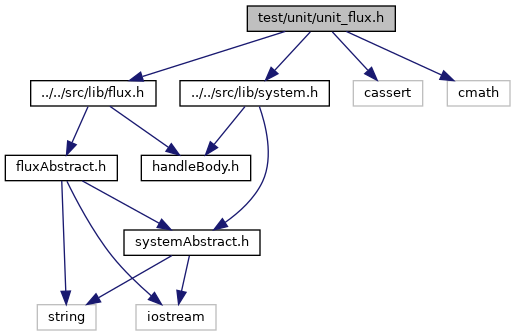 test/unit/unit_flux.h
../../src/lib/flux.h
../../src/lib/system.h
cassert
cmath
fluxAbstract.h
handleBody.h
systemAbstract.h
string
iostream